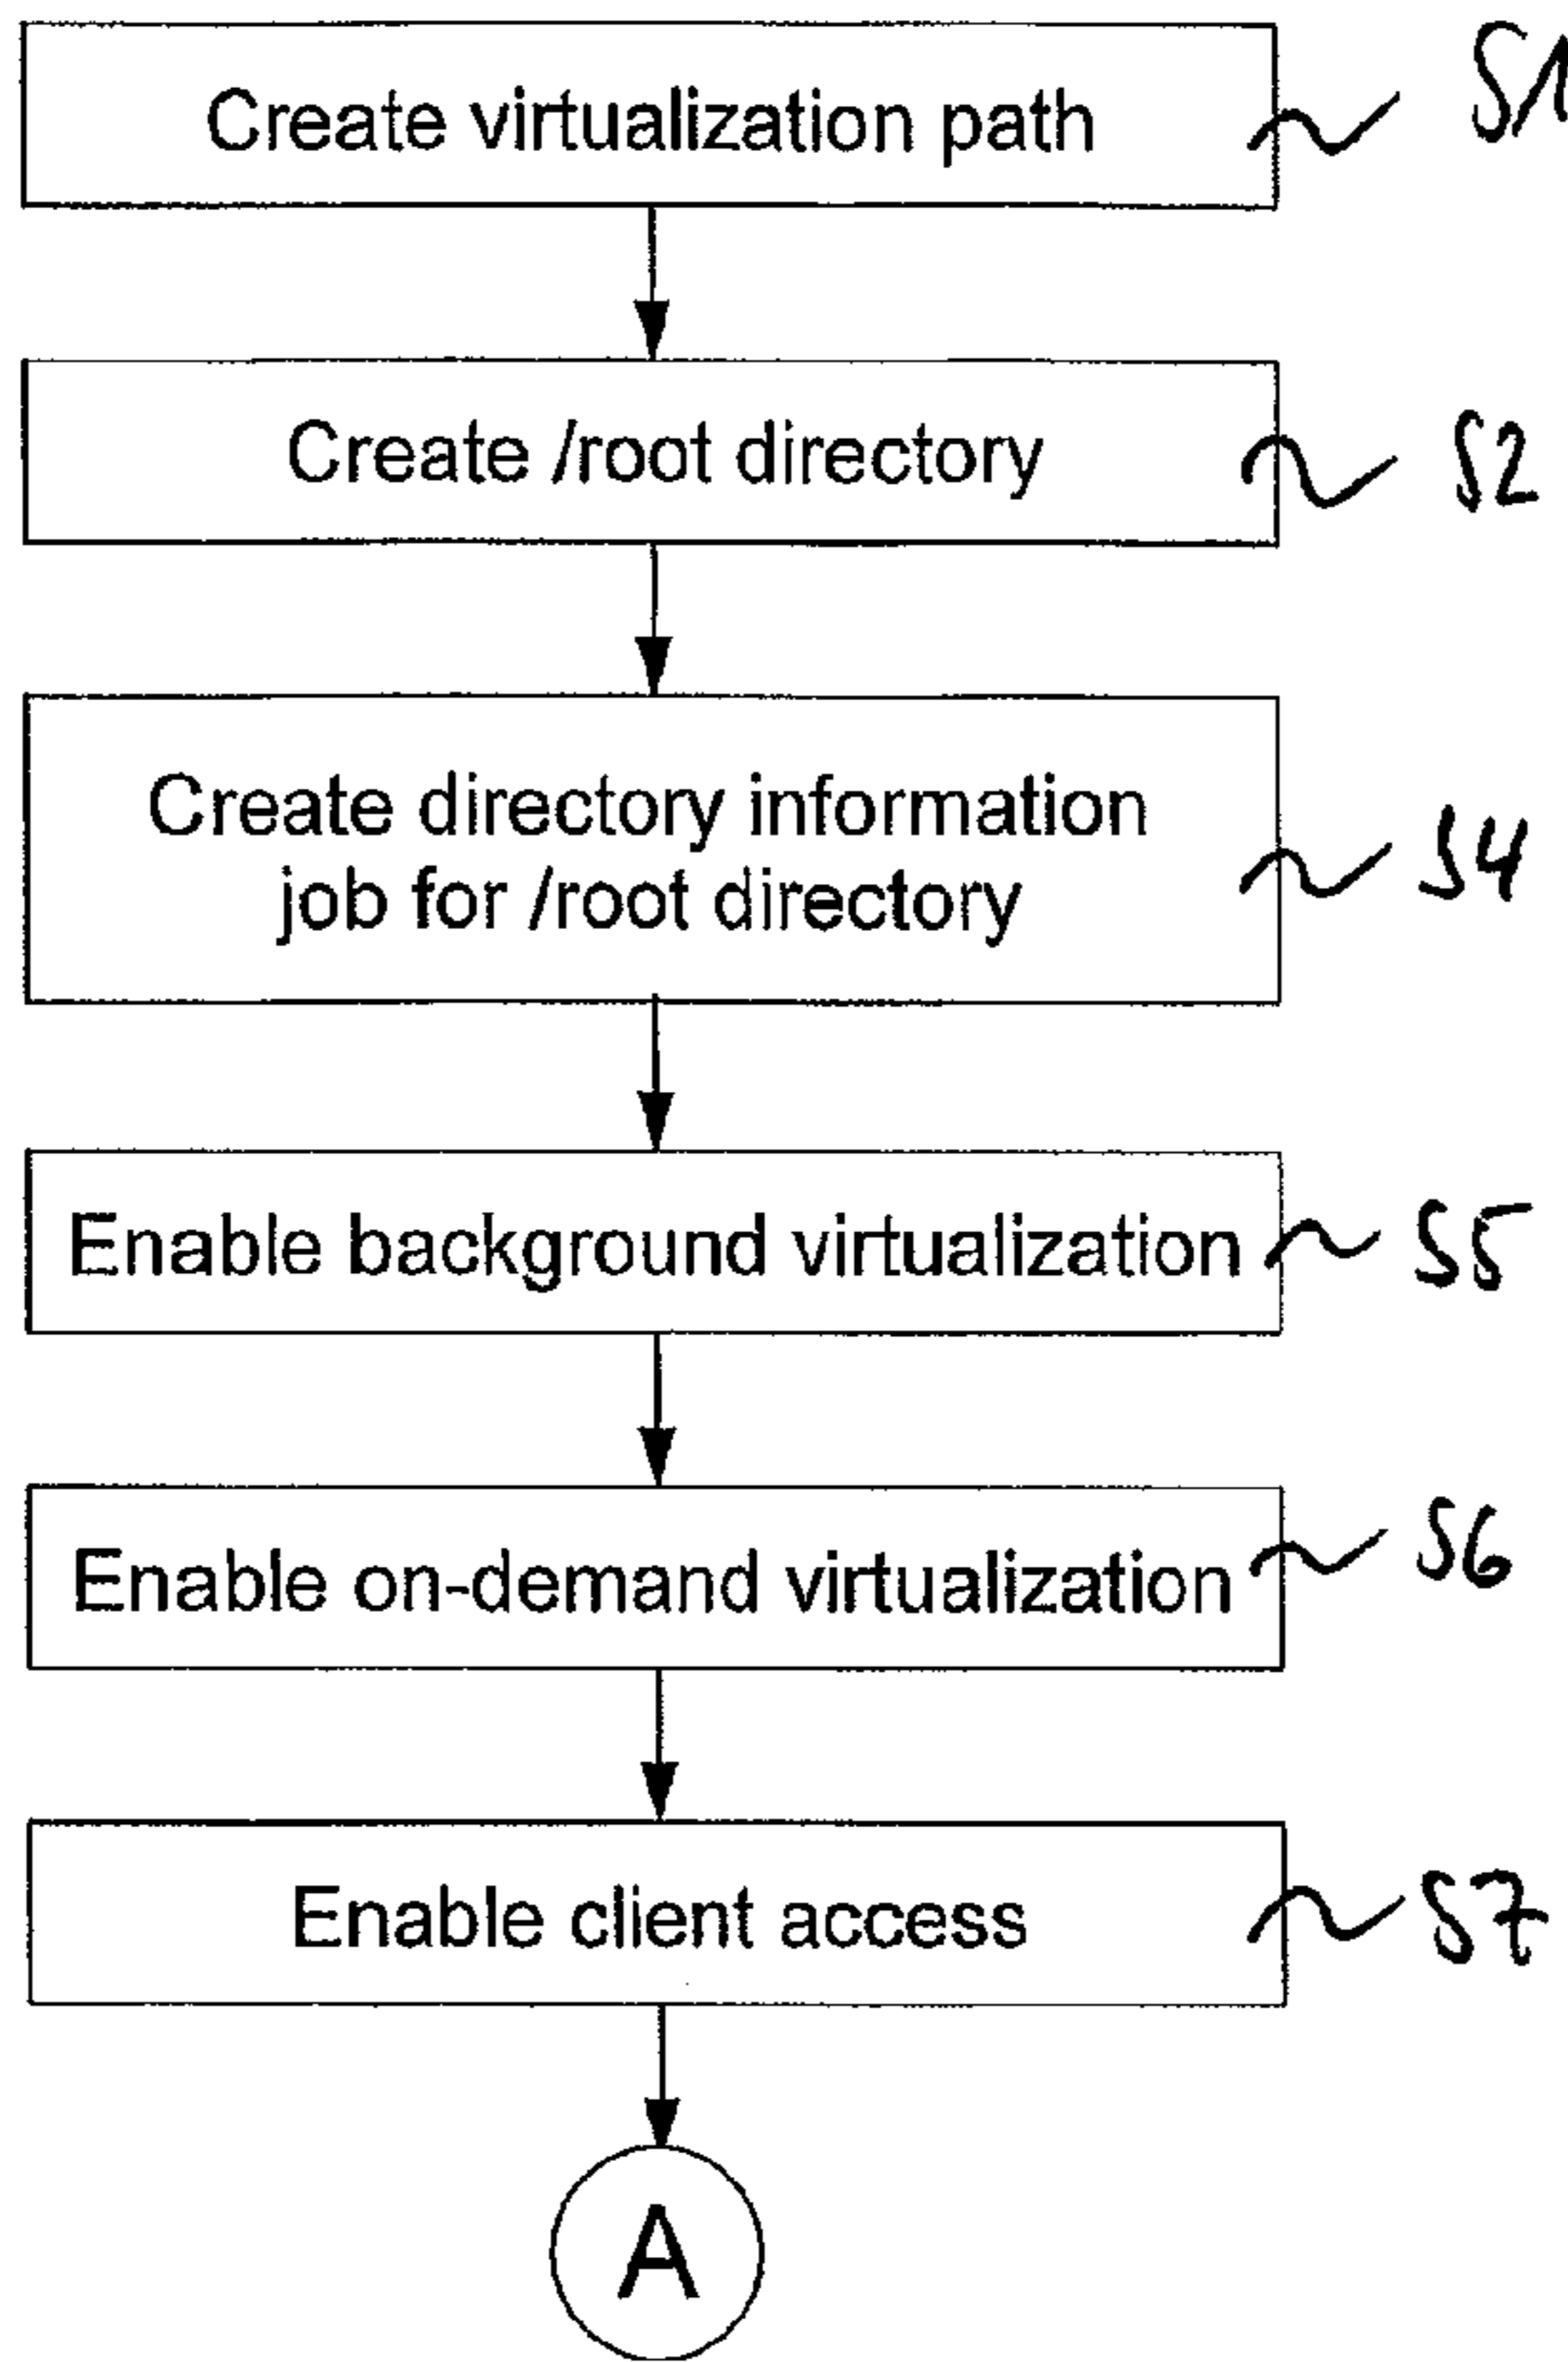 Create virtualization path
S1
Create /root directory
S2
Create directory information
job for /root directory
S4
Enable background virtualization
S5
Enable on-demand virtualization
S6
Enable client access
S7
A